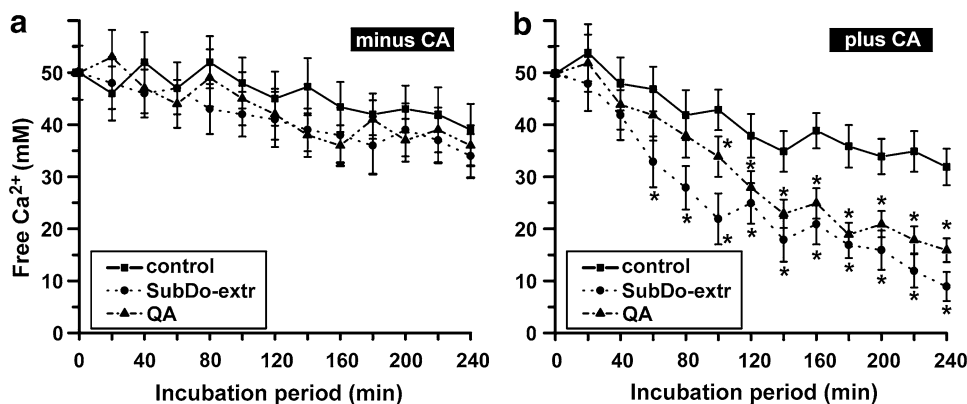 a
minus CA
Free Ca2+ (mM)
50
40
30
20
10
0
control
SubDo-extr
QA
0 40 80 120 160 200 240
Incubation period (min)
b
plus CA
50
40
30
20
10
0
* * * * * * * *
* * * * * * * * * *
control
SubDo-extr
QA
0 40 80 120 160 200 240
Incubation period (min)